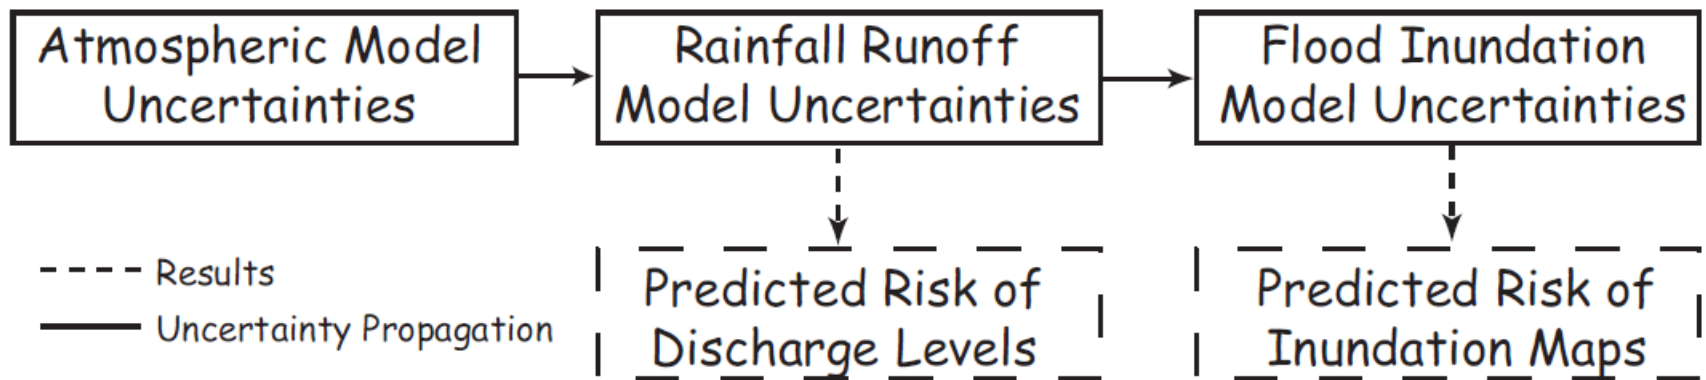 Atmospheric Model
Uncertainties
Rainfall Runoff
Model Uncertainties
Flood Inundation
Model Uncertainties
Results
Uncertainty Propagation
Predicted Risk of
Discharge Levels
Predicted Risk of
Inundation Maps